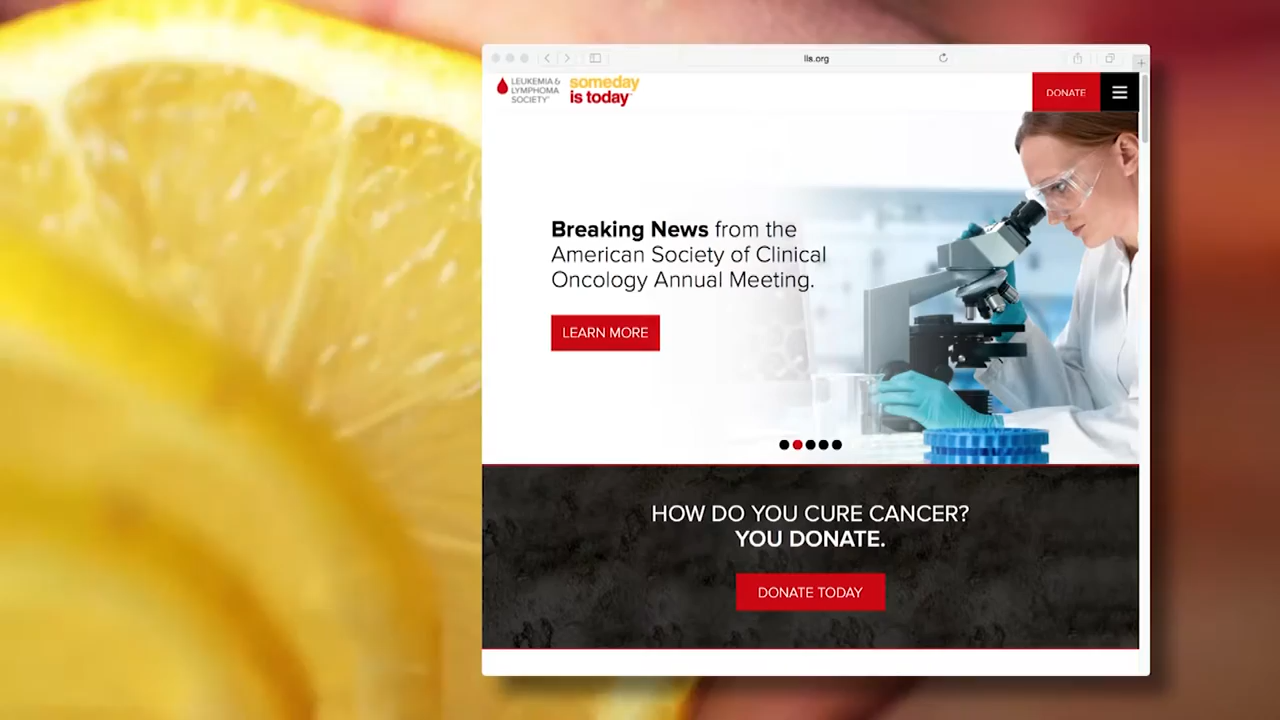 lls.org
LEUKEMIA &
LYMPHOMA
SOCIETY
someday
is today
DONATE
Breaking News from the
American Society of Clinical
Oncology Annual Meeting.
LEARN MORE
HOW DO YOU CURE CANCER?
YOU DONATE.
DONATE TODAY